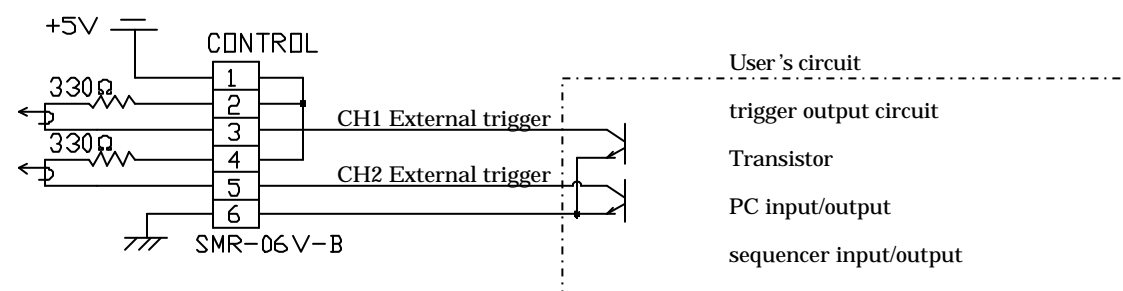 +5V
CONTROL
User's circuit
1
330Ω
2
trigger output circuit
CH1 External trigger
3
330Ω
4
Transistor
CH2 External trigger
5
PC input/output
6
SMR-06V-B
sequencer input/output